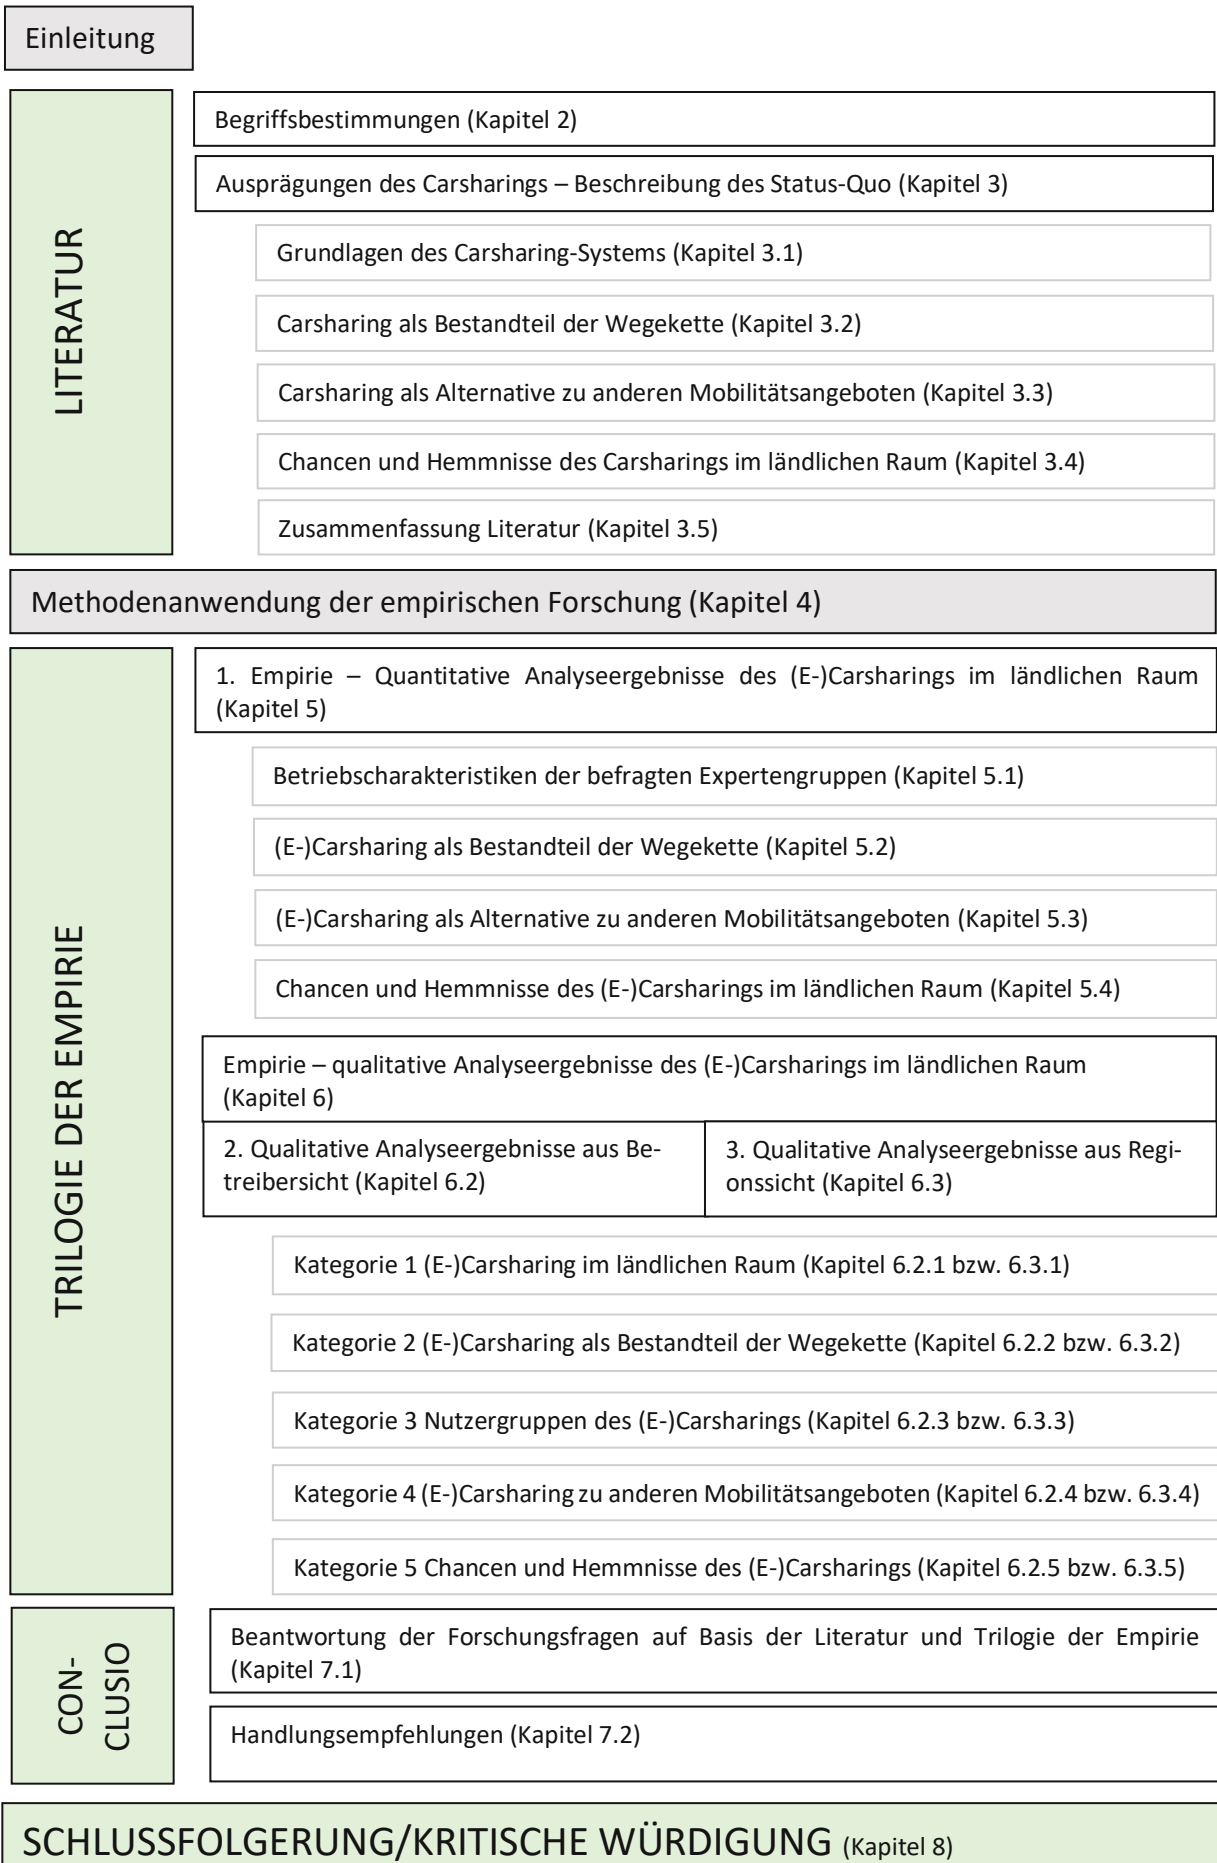 Einleitung
LITERATUR
Begriffsbestimmungen (Kapitel 2)
Ausprägungen des Carsharings – Beschreibung des Status-Quo (Kapitel 3)
Grundlagen des Carsharing-Systems (Kapitel 3.1)
Carsharing als Bestandteil der Wegekette (Kapitel 3.2)
Carsharing als Alternative zu anderen Mobilitätsangeboten (Kapitel 3.3)
Chancen und Hemmnisse des Carsharings im ländlichen Raum (Kapitel 3.4)
Zusammenfassung Literatur (Kapitel 3.5)
Methodenanwendung der empirischen Forschung (Kapitel 4)
TRILOGIE DER EMPIRIE
1. Empirie – Quantitative Analyseergebnisse des (E-)Carsharings im ländlichen Raum
(Kapitel 5)
Betriebscharakteristiken der befragten Expertengruppen (Kapitel 5.1)
(E-)Carsharing als Bestandteil der Wegekette (Kapitel 5.2)
(E-)Carsharing als Alternative zu anderen Mobilitätsangeboten (Kapitel 5.3)
Chancen und Hemmnisse des (E-)Carsharings im ländlichen Raum (Kapitel 5.4)
Empirie – qualitative Analyseergebnisse des (E-)Carsharings im ländlichen Raum
(Kapitel 6)
2. Qualitative Analyseergebnisse aus Be-
treibersicht (Kapitel 6.2)
3. Qualitative Analyseergebnisse aus Regi-
onssicht (Kapitel 6.3)
Kategorie 1 (E-)Carsharing im ländlichen Raum (Kapitel 6.2.1 bzw. 6.3.1)
Kategorie 2 (E-)Carsharing als Bestandteil der Wegekette (Kapitel 6.2.2 bzw. 6.3.2)
Kategorie 3 Nutzergruppen des (E-)Carsharings (Kapitel 6.2.3 bzw. 6.3.3)
Kategorie 4 (E-)Carsharing zu anderen Mobilitätsangeboten (Kapitel 6.2.4 bzw. 6.3.4)
Kategorie 5 Chancen und Hemmnisse des (E-)Carsharings (Kapitel 6.2.5 bzw. 6.3.5)
CON-
CLUSIO
Beantwortung der Forschungsfragen auf Basis der Literatur und Trilogie der Empirie
(Kapitel 7.1)
Handlungsempfehlungen (Kapitel 7.2)
SCHLUSSFOLGERUNG/KRITISCHE WÜRDIGUNG (Kapitel 8)